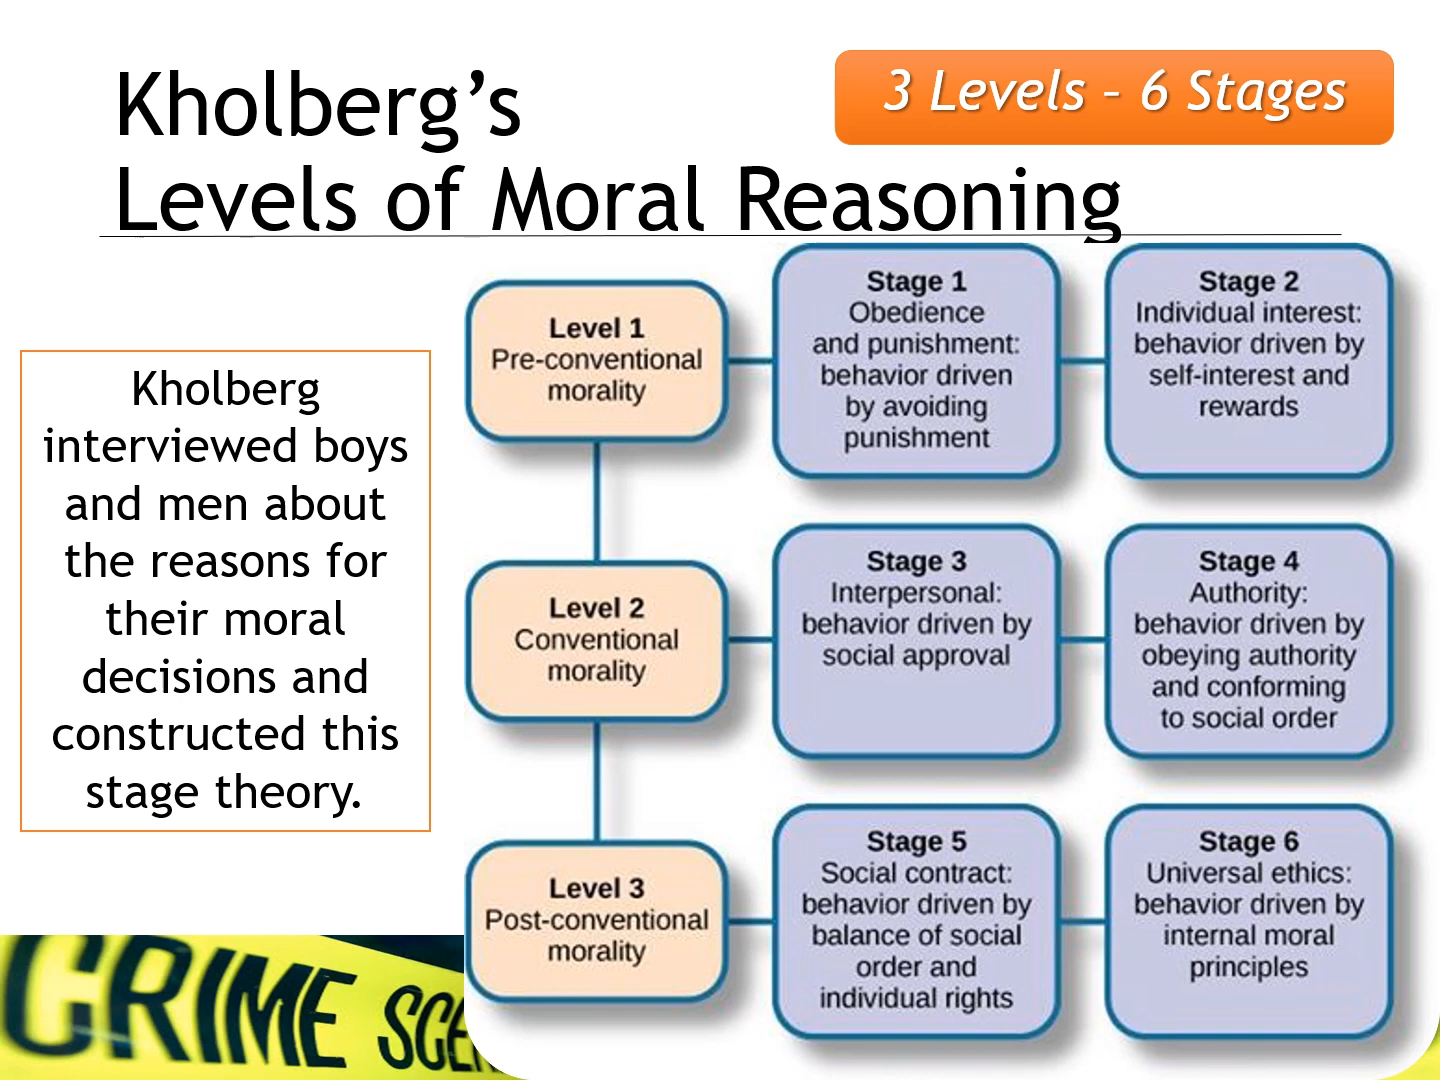 Kholberg’s
Levels of Moral Reasoning
3 Levels – 6 Stages
Kholberg
interviewed boys
and men about
the reasons for
their moral
decisions and
constructed this
stage theory.
Level 1
Pre-conventional
morality
Stage 1
Obedience
and punishment:
behavior driven
by avoiding
punishment
Stage 2
Individual interest:
behavior driven by
self-interest and
rewards
Level 2
Conventional
morality
Stage 3
Interpersonal:
behavior driven by
social approval
Stage 4
Authority:
behavior driven by
obeying authority
and conforming
to social order
Level 3
Post-conventional
morality
Stage 5
Social contract:
behavior driven by
balance of social
order and
individual rights
Stage 6
Universal ethics:
behavior driven by
internal moral
principles
CRIME SCEN